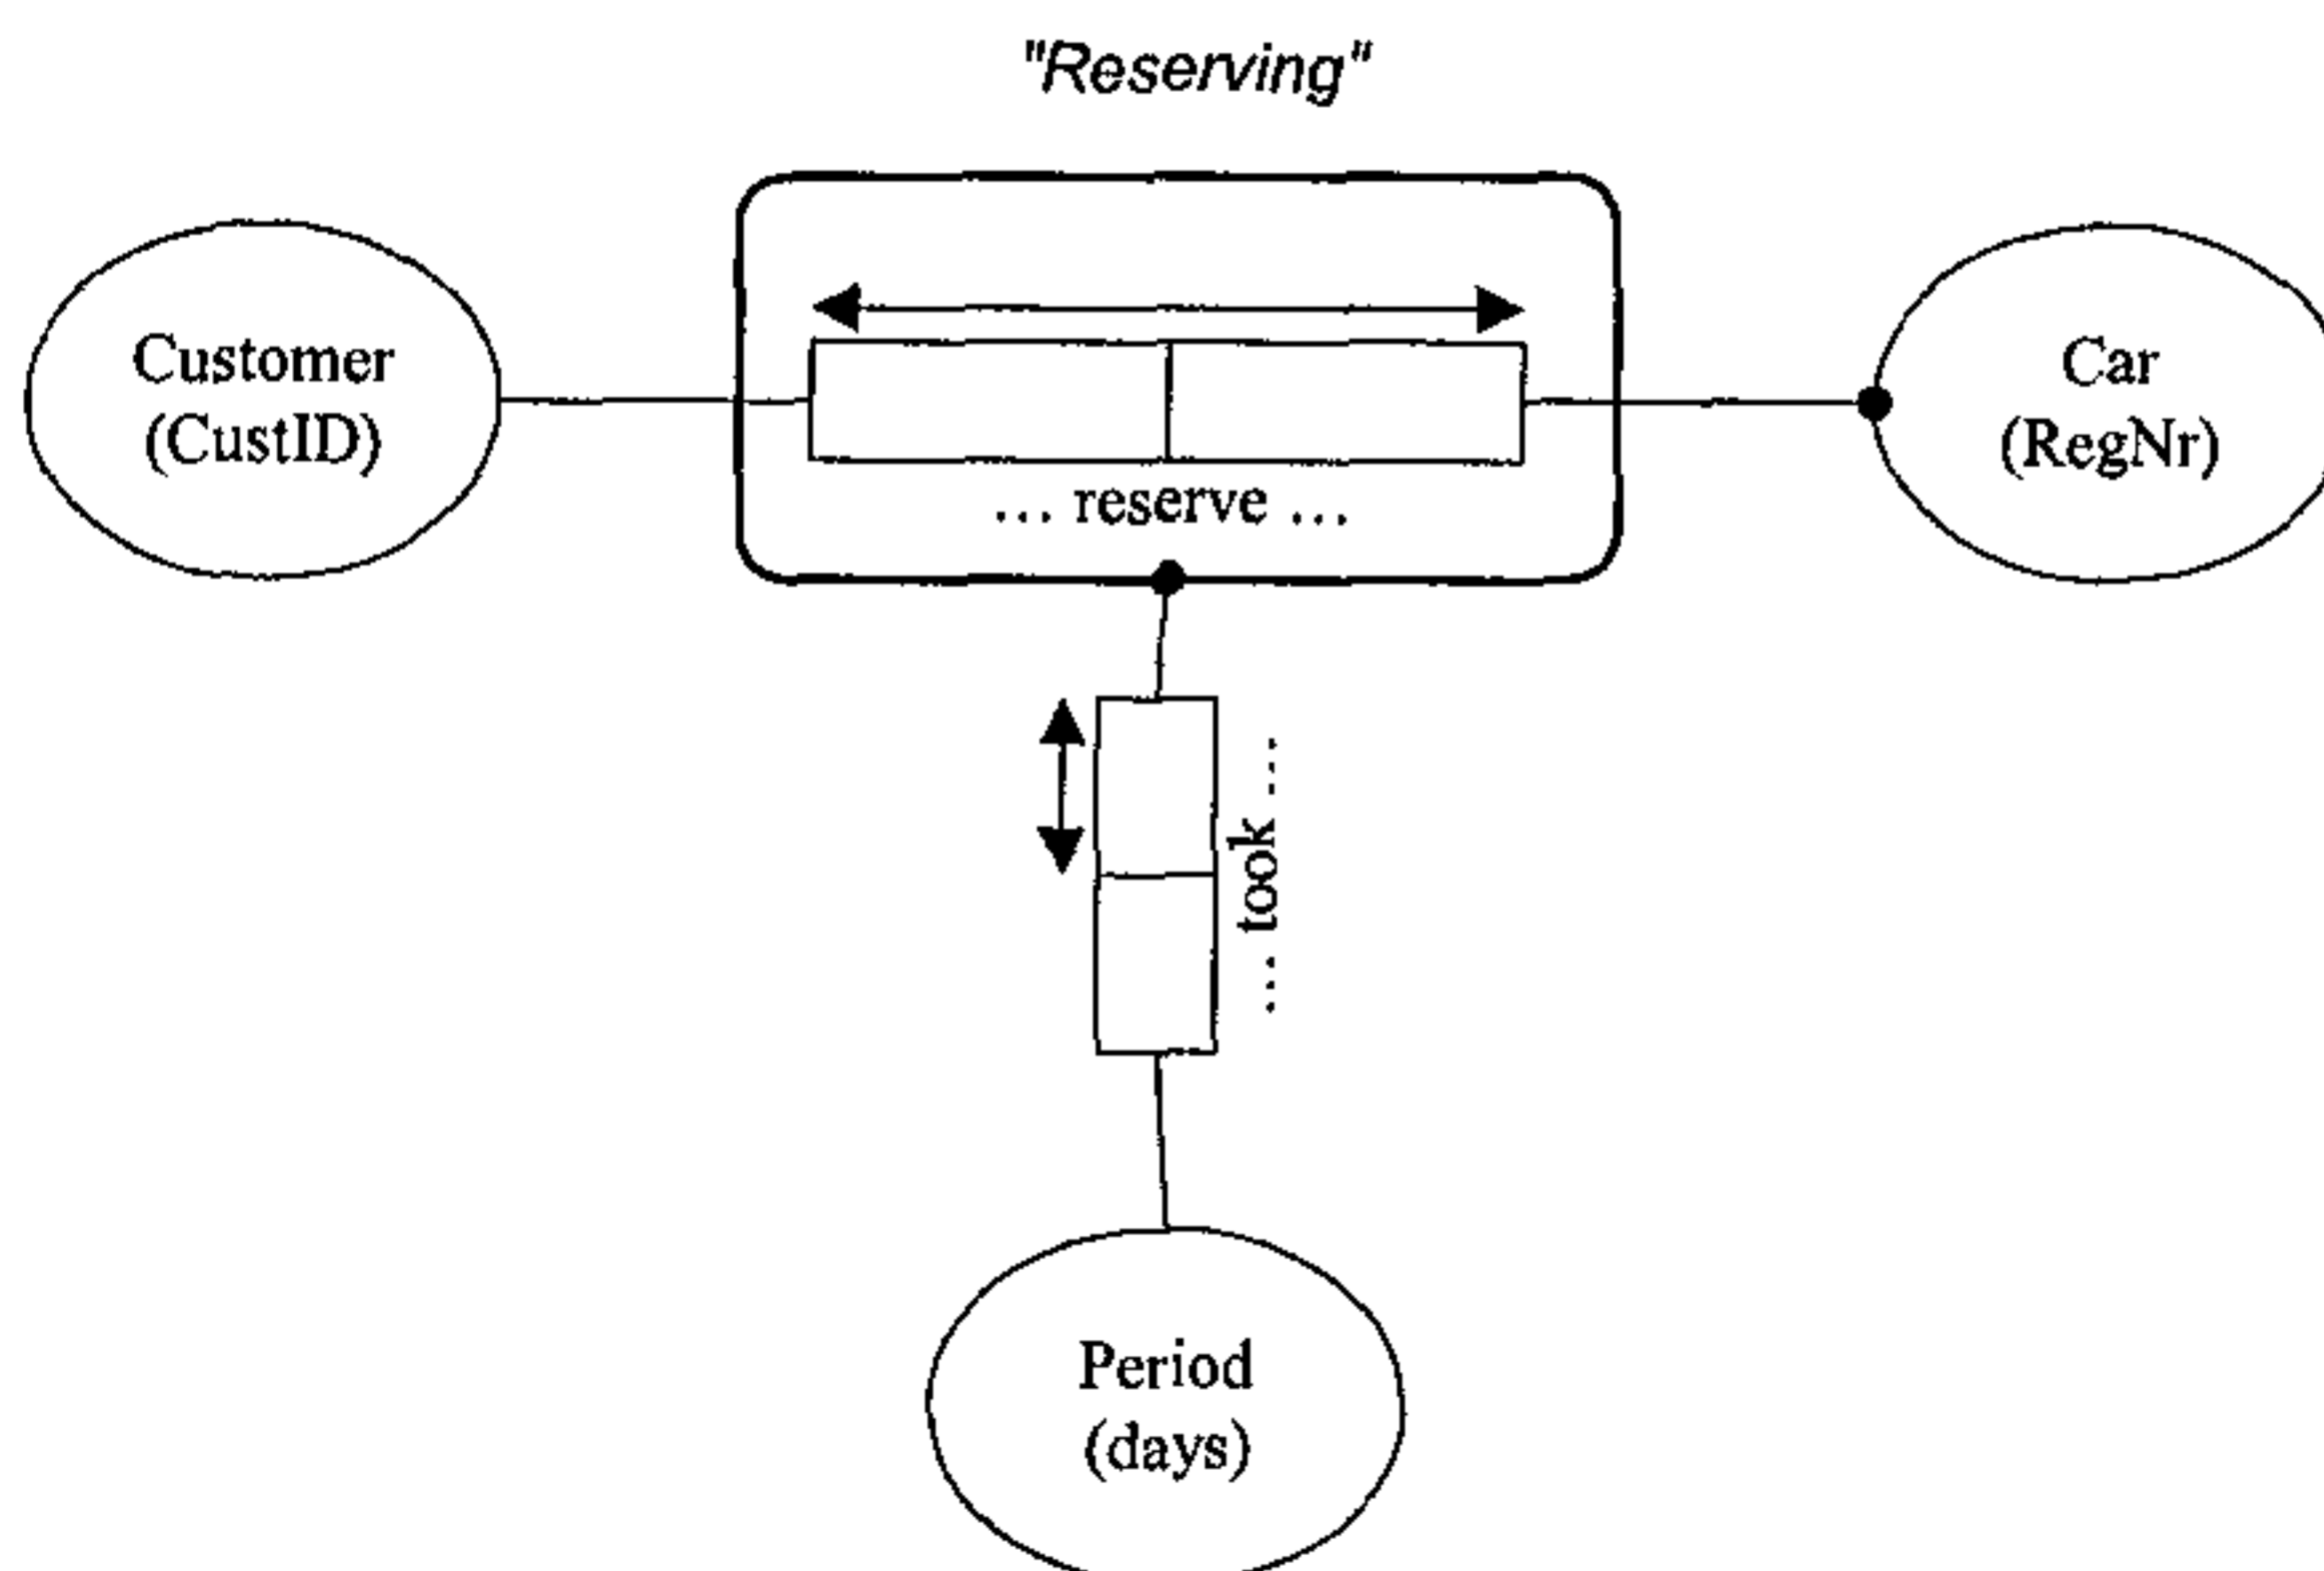 "Reserving"
Customer
(CustID)
... reserve ...
Car
(RegNr)
... took ...
Period
(days)